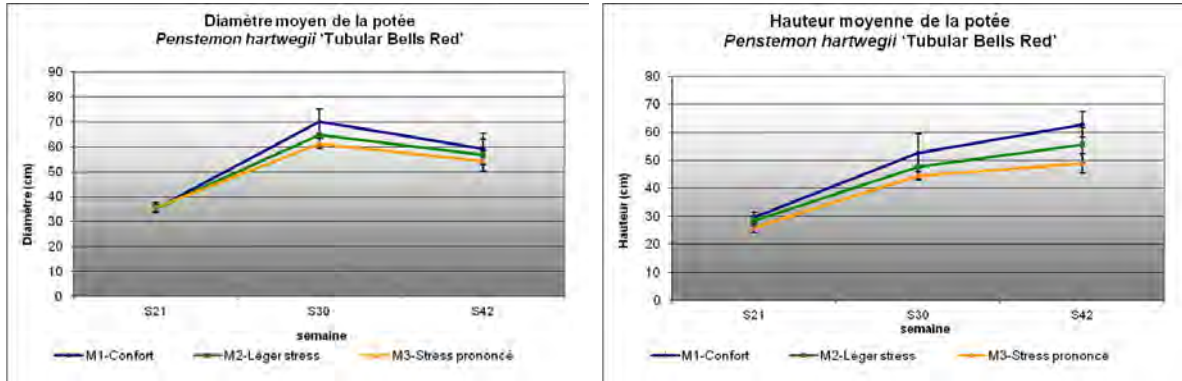 Diamètre moyen de la potée
Penstemon hartwegii 'Tubular Bells Red'
90
80
70
60
50
40
30
20
10
0
Diamètre (cm)
S21
S30
S42
semaine
M1-Confort
M2-Léger stress
M3-Stress prononcé
Hauteur moyenne de la potée
Penstemon hartwegii 'Tubular Bells Red'
80
70
60
50
40
30
20
10
0
Hauteur (cm)
S21
S30
S42
semaine
M1-Confort
M2-Léger stress
M3-Stress prononcé